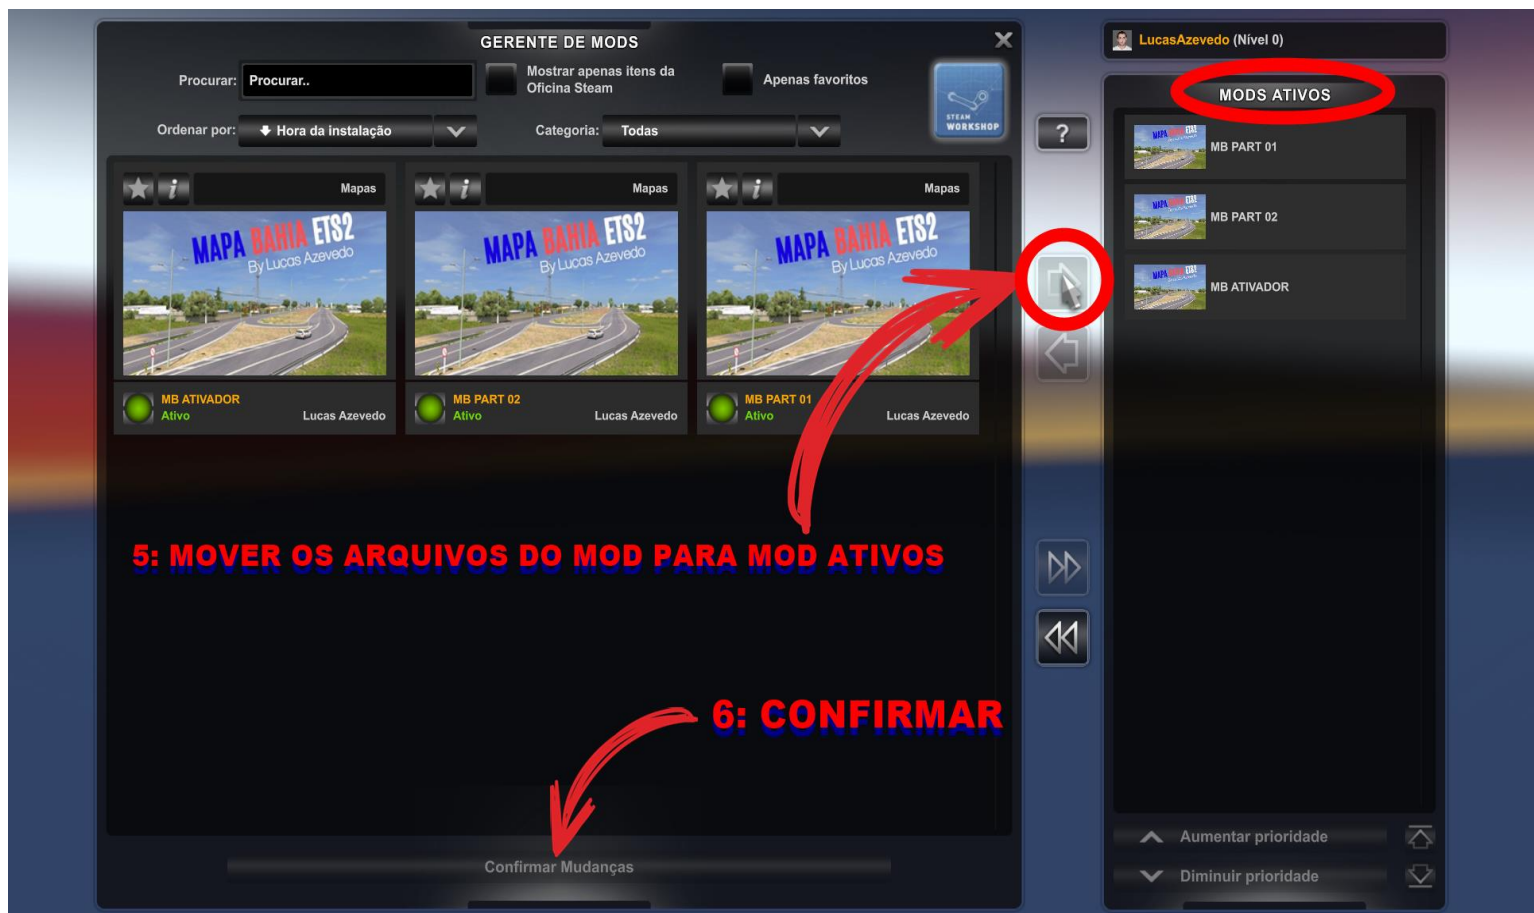 GERENTE DE MODS
Procurar: Procurar..
Mostrar apenas itens da
Oficina Steam
Apenas favoritos
Ordenar por: Hora da instalação
Categoria: Todas
STEAM
WORKSHOP
?
Mapas
Mapas
Mapas
MAPA BAHIA ETS2
By Lucas Azevedo
MAPA BAHIA ETS2
By Lucas Azevedo
MAPA BAHIA ETS2
By Lucas Azevedo
MB ATIVADOR
Ativo Lucas Azevedo
MB PART 02
Ativo Lucas Azevedo
MB PART 01
Ativo Lucas Azevedo
5: MOVER OS ARQUIVOS DO MOD PARA MOD ATIVOS
6: CONFIRMAR
Confirmar Mudanças
LucasAzevedo (Nível 0)
MODS ATIVOS
MB PART 01
MB PART 02
MB ATIVADOR
Aumentar prioridade
Diminuir prioridade